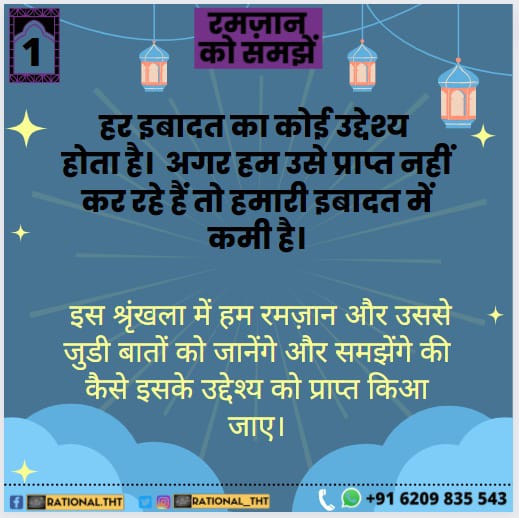 1
रमज़ान
को समझें
हर इबादत का कोई उद्देश्य
होता है। अगर हम उसे प्राप्त नहीं
कर रहे हैं तो हमारी इबादत में
कमी है।
इस श्रृंखला में हम रमज़ान और उससे
जुडी बातों को जानेंगे और समझेंगे की
कैसे इसके उद्देश्य को प्राप्त किआ
जाए।
RATIONAL.THT RATIONAL_THT +91 6209 835 543